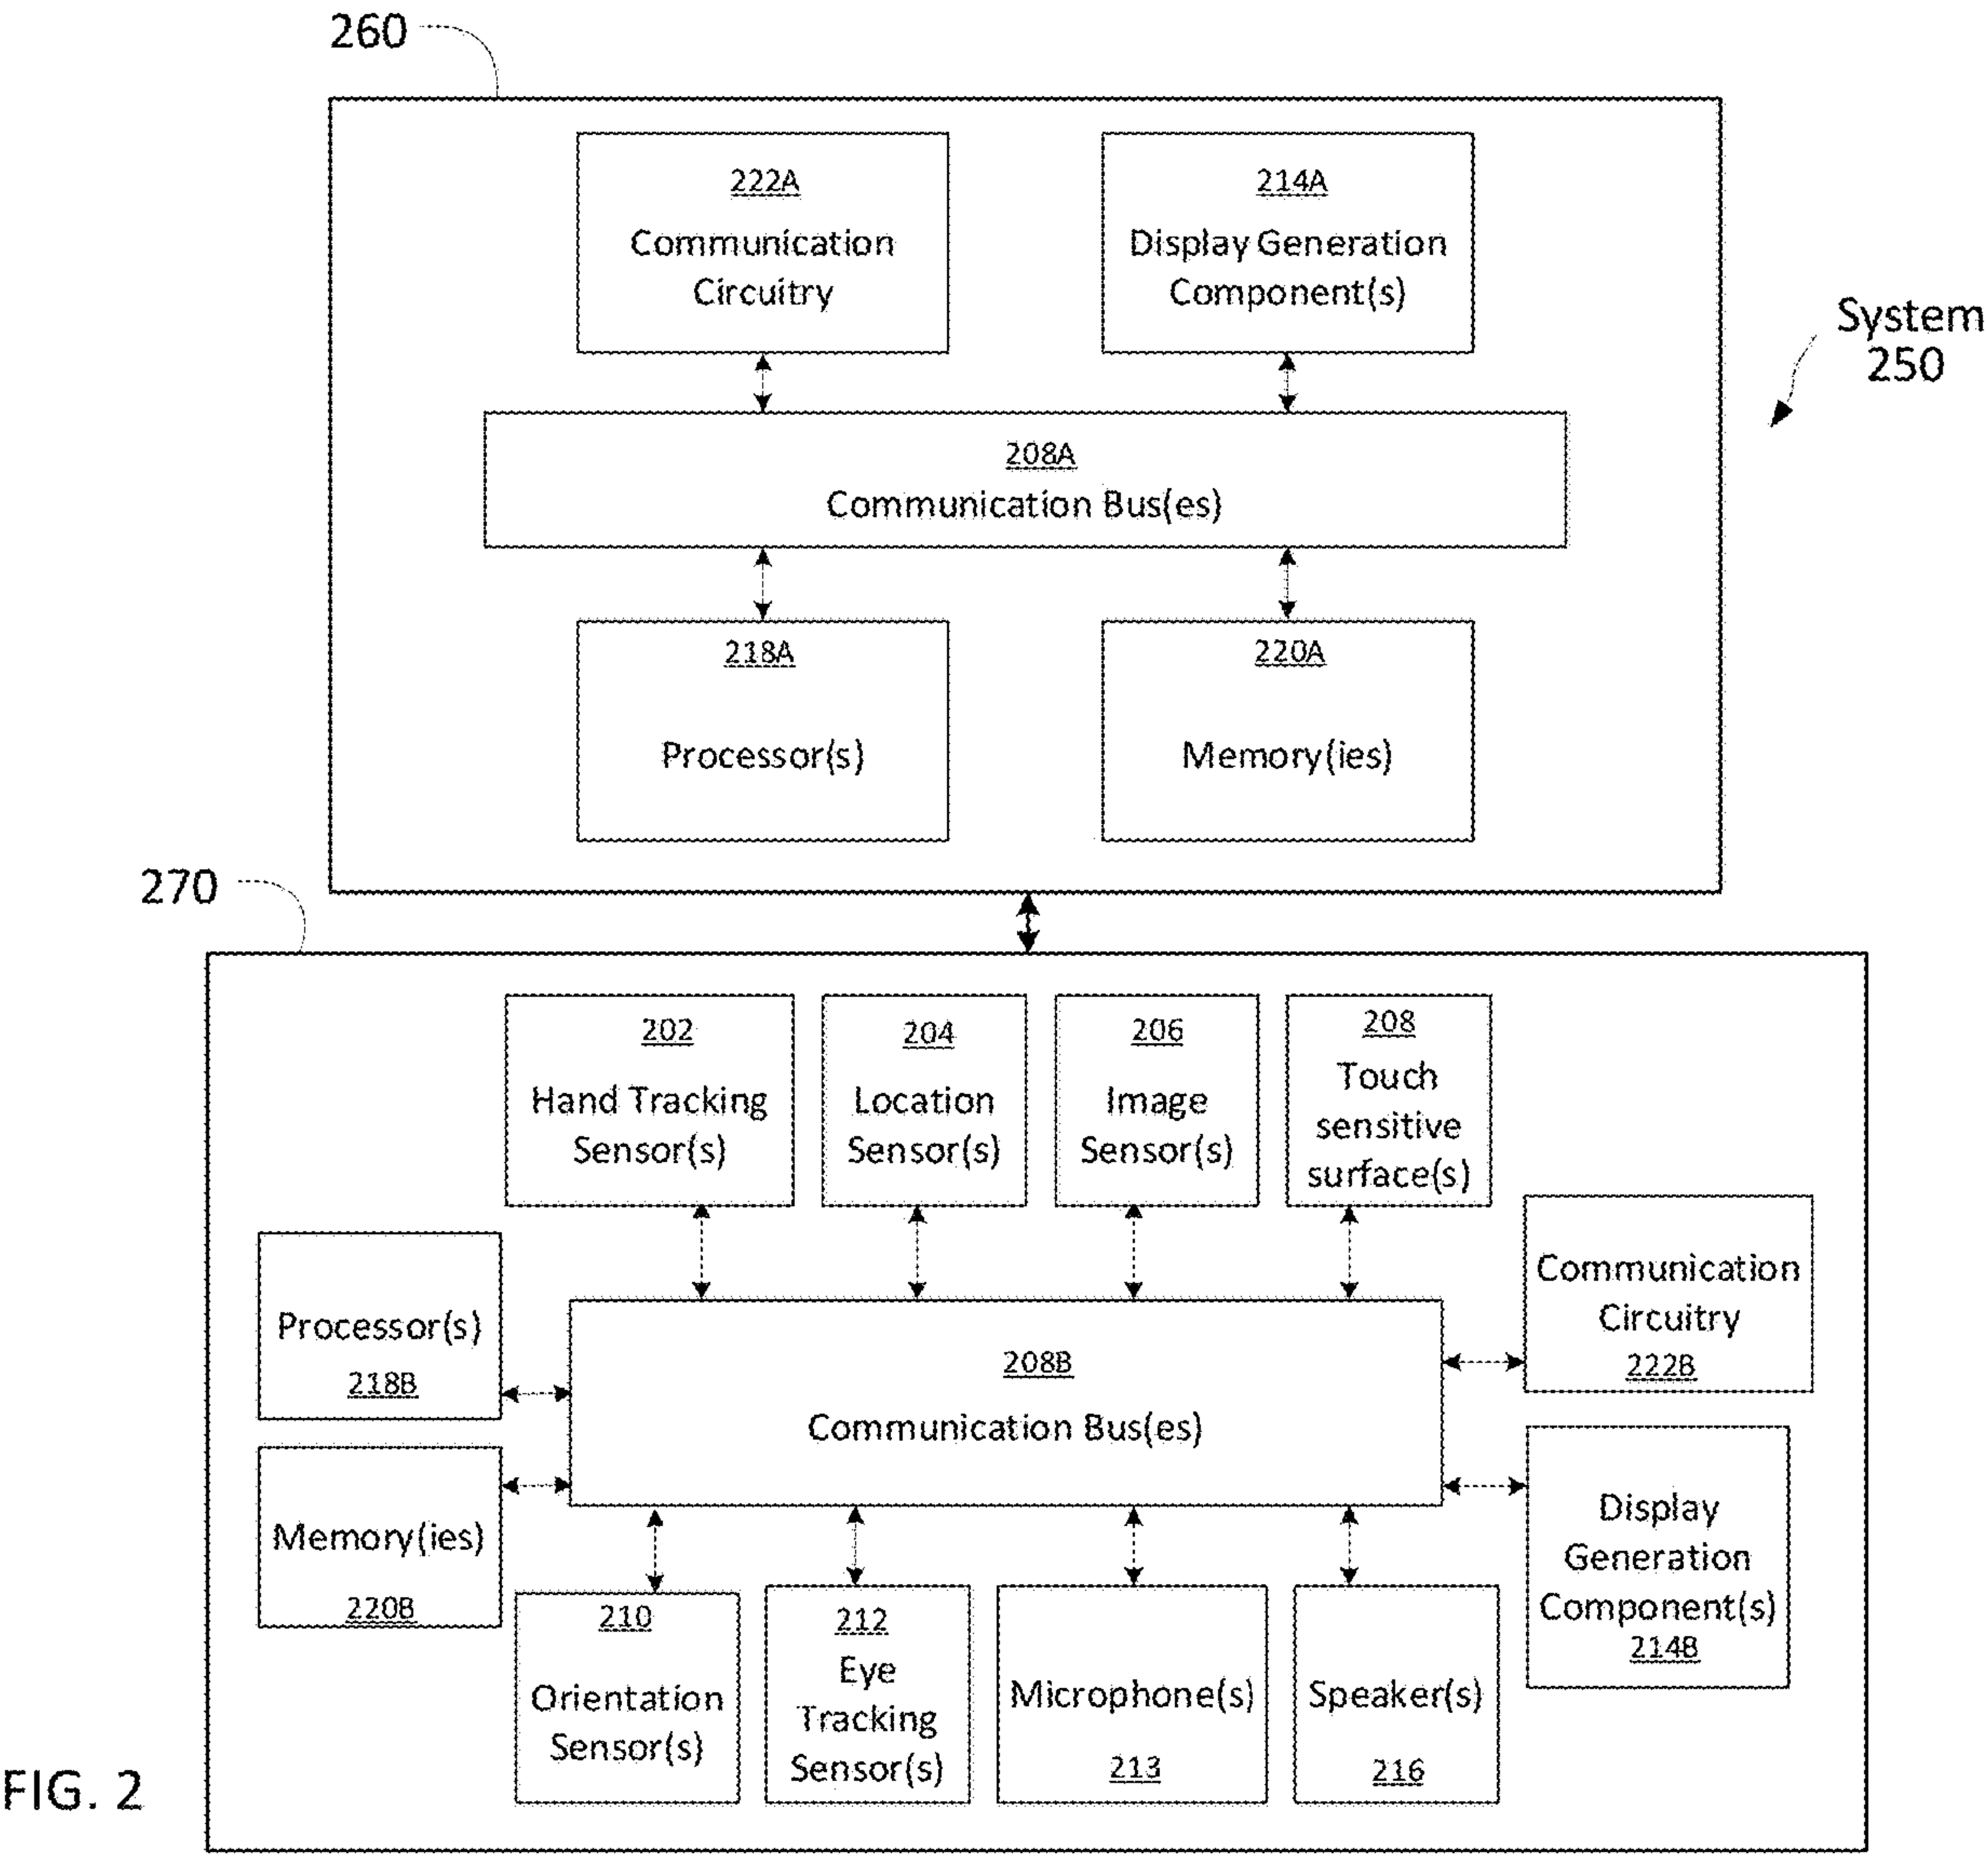 260
222A
Communication
Circuitry
214A
Display Generation
Component(s)
System
250
208A
Communication Bus(es)
218A
Processor(s)
220A
Memory(ies)
270
202
Hand Tracking
Sensor(s)
204
Location
Sensor(s)
206
Image
Sensor(s)
208
Touch
sensitive
surface(s)
Processor(s)
218B
208B
Communication Bus(es)
Communication
Circuitry
222B
Memory(ies)
220B
Display
Generation
Component(s)
214B
210
Orientation
Sensor(s)
212
Eye
Tracking
Sensor(s)
Microphone(s)
213
Speaker(s)
216
FIG. 2